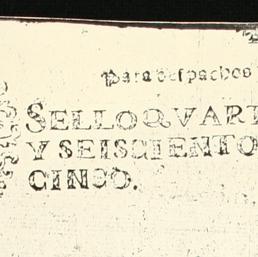 Para despachos
SELLO QVART
Y SEISCIENTO
CINCO.